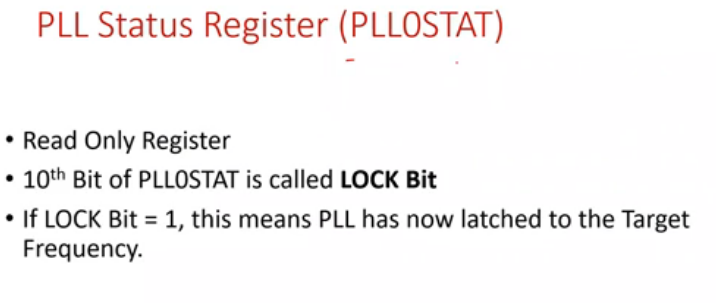 PLL Status Register (PLL0STAT)
• Read Only Register
• 10th Bit of PLL0STAT is called LOCK Bit
• If LOCK Bit = 1, this means PLL has now latched to the Target
Frequency.